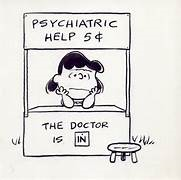 PSYCHIATRIC
HELP 5¢
THE DOCTOR
IS IN